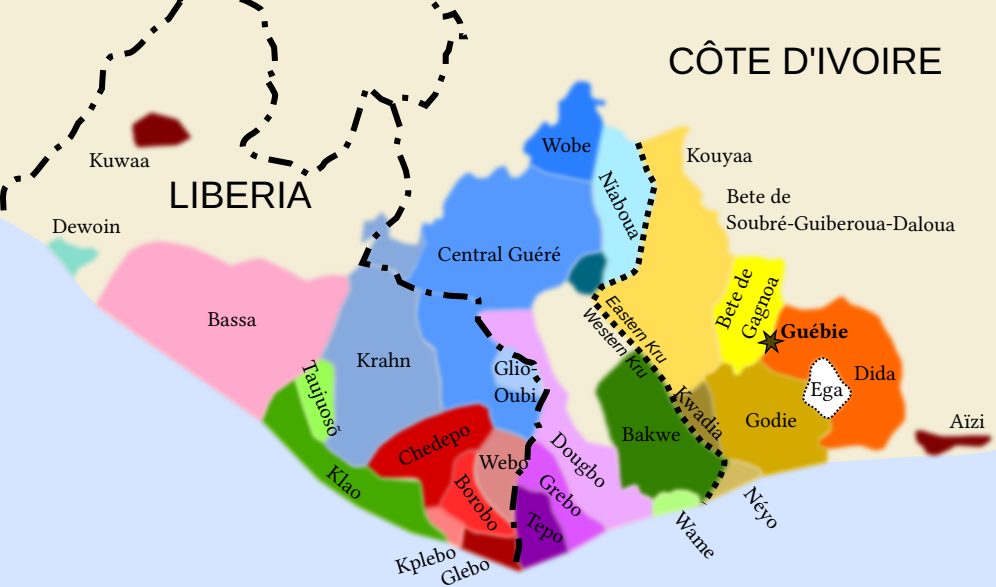 CÔTE D'IVOIRE
Wobe
Kouyaa
Kuwaa
LIBERIA
Niaboua
Bete de
Soubré-Guiberoua-Daloua
Dewoin
Central Guéré
Bete de
Gagnoa
Bassa
Eastern Kru
Western Kru
Guébie
Krahn
Glio-
Oubi
Dida
Ega
Taujuosɔ̃
Kwadia
Godie
Aïzi
Chedepo
Bakwe
Webo
Dougbo
Klao
Borobo
Grebo
Néyo
Tepo
Wame
Kplebo
Glebo